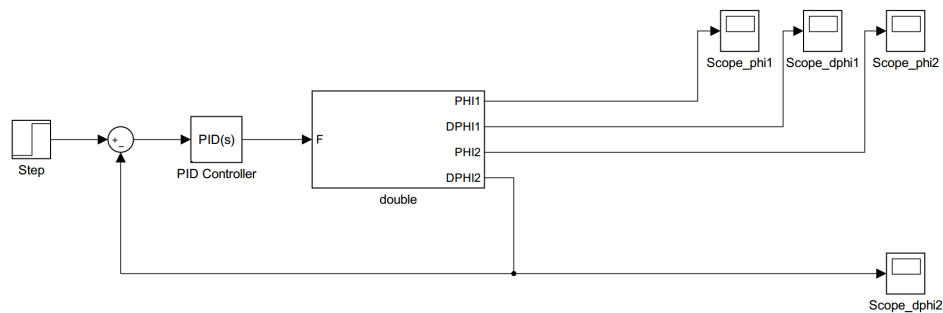 Scope_phi1
Scope_dphi1
Scope_phi2
PHI1
DPHI1
PHI2
DPHI2
F
PID(s)
+
−
Step
PID Controller
double
Scope_dphi2